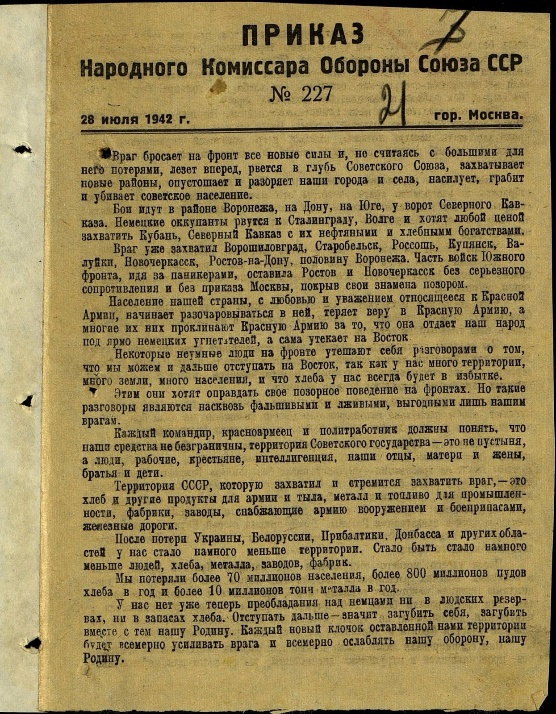 ПРИКАЗ
Народного Комиссара Обороны Союза ССР
№ 227
21
28 июля 1942 г. гор. Москва.
Враг бросает на фронт все новые силы и, не считаясь с большими для
него потерями, лезет вперед, рвется в глубь Советского Союза, захватывает
новые районы, опустошает и разоряет наши города и села, насилует, грабит
и убивает советское население.
Бои идут в районе Воронежа, на Дону, на Юге, у ворот Северного Кав-
каза. Немецкие оккупанты рвутся к Сталинграду, Волге и хотят любой ценой
захватить Кубань, Северный Кавказ с их нефтяными и хлебными богатствами.
Враг уже захватил Ворошиловград, Старобельск, Россошь, Купянск, Ва-
луйки, Новочеркасск, Ростов-на-Дону, половину Воронежа. Часть войск Южного
фронта, идя за паникерами, оставила Ростов и Новочеркасск без серьезного
сопротивления и без приказа Москвы, покрыв свои знамена позором.
Население нашей страны, с любовью и уважением относящееся к Красной
Армии, начинает разочаровываться в ней, теряет веру в Красную Армию, а
многие их них проклинают Красную Армию за то, что она отдает наш народ
под ярмо немецких угнетателей, а сама утекает на Восток
Некоторые неумные люди на фронте утешают себя разговорами о том,
что мы можем и дальше отступать на Восток, так как у нас много территории,
много земли, много населения, и что хлеба у нас всегда будет в избытке.
Этим они хотят оправдать свое позорное поведение на фронтах. Но такие
разговоры являются насквозь фальшивыми и лживыми, выгодными лишь нашим
врагам.
Каждый командир, красноармеец и политработник должны понять, что
наши средства не безграничны, территория Советского государства—это не пустыня,
а люди, рабочие, крестьяне, интеллигенция, наши отцы, матери и жены,
братья и дети.
Территория СССР, которую захватил и стремится захватить враг,—это
хлеб и другие продукты для армии и тыла, металл и топливо для промышлен-
ности, фабрики, заводы, снабжающие армию вооружением и боеприпасами,
железные дороги.
После потери Украины, Белоруссии, Прибалтики, Донбасса и других обла-
стей у нас стало намного меньше территории. Стало быть стало намного
меньше людей, хлеба, металла, заводов, фабрик.
Мы потеряли более 70 миллионов населения, более 800 миллионов пудов
хлеба в год и более 10 миллионов тонн металла в год.
У нас нет уже теперь преобладания над немцами ни в людских резер-
вах, ни в запасах хлеба. Отступать дальше—значит загубить себя, загубить
вместе с тем нашу Родину. Каждый новый клочок оставленной нами территории
будет всемерно усиливать врага и всемерно ослаблять нашу оборону, нашу
Родину.